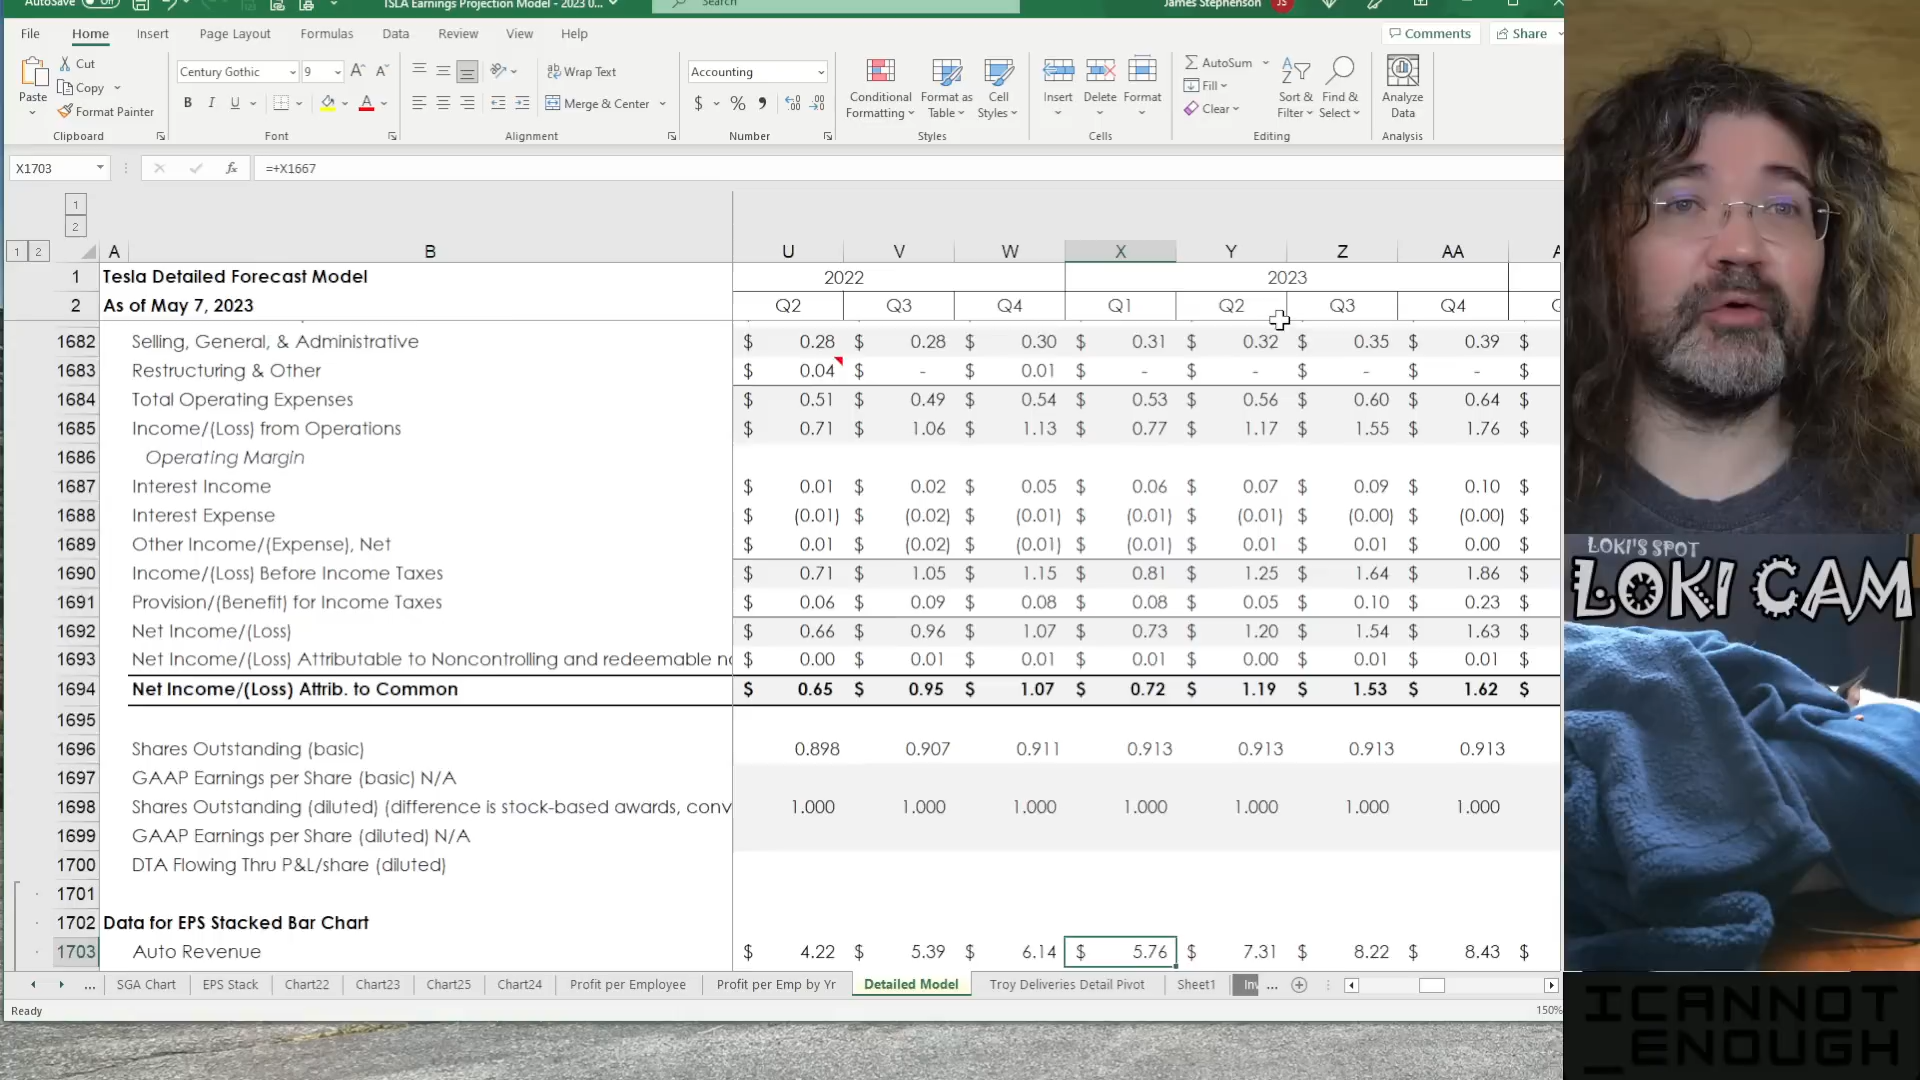 AutoSave Off TSLA Earnings Projection Model - 2023 0... Search James Stephenson JS
File Home Insert Page Layout Formulas Data Review View Help Comments Share
Paste Cut Copy Format Painter Clipboard
Century Gothic 9 A A B I U A Font
Wrap Text Merge & Center Alignment
Accounting $ % Number
Conditional Formatting Format as Table Cell Styles Styles
Insert Delete Format Cells
AutoSum Fill Clear Sort & Filter Find & Select Editing
Analyze Data Analysis
X1703 fx =+X1667
1
2
1 2 A B U V W X Y Z AA
1 Tesla Detailed Forecast Model 2022 2023
2 As of May 7, 2023 Q2 Q3 Q4 Q1 Q2 Q3 Q4
1682 Selling, General, & Administrative $ 0.28 $ 0.28 $ 0.30 $ 0.31 $ 0.32 $ 0.35 $ 0.39 $
1683 Restructuring & Other $ 0.04 $ - $ 0.01 $ - $ - $ - $ - $
1684 Total Operating Expenses $ 0.51 $ 0.49 $ 0.54 $ 0.53 $ 0.56 $ 0.60 $ 0.64 $
1685 Income/(Loss) from Operations $ 0.71 $ 1.06 $ 1.13 $ 0.77 $ 1.17 $ 1.55 $ 1.76 $
1686 Operating Margin
1687 Interest Income $ 0.01 $ 0.02 $ 0.05 $ 0.06 $ 0.07 $ 0.09 $ 0.10 $
1688 Interest Expense $ (0.01) $ (0.02) $ (0.01) $ (0.01) $ (0.01) $ (0.00) $ (0.00) $
1689 Other Income/(Expense), Net $ 0.01 $ (0.02) $ (0.01) $ (0.01) $ 0.01 $ 0.01 $ 0.00 $
1690 Income/(Loss) Before Income Taxes $ 0.71 $ 1.05 $ 1.15 $ 0.81 $ 1.25 $ 1.64 $ 1.86 $
1691 Provision/(Benefit) for Income Taxes $ 0.06 $ 0.09 $ 0.08 $ 0.08 $ 0.05 $ 0.10 $ 0.23 $
1692 Net Income/(Loss) $ 0.66 $ 0.96 $ 1.07 $ 0.73 $ 1.20 $ 1.54 $ 1.63 $
1693 Net Income/(Loss) Attributable to Noncontrolling and redeemable $ 0.00 $ 0.01 $ 0.01 $ 0.01 $ 0.00 $ 0.01 $ 0.01 $
1694 Net Income/(Loss) Attrib. to Common $ 0.65 $ 0.95 $ 1.07 $ 0.72 $ 1.19 $ 1.53 $ 1.62 $
1695
1696 Shares Outstanding (basic) 0.898 0.907 0.911 0.913 0.913 0.913 0.913
1697 GAAP Earnings per Share (basic) N/A
1698 Shares Outstanding (diluted) (difference is stock-based awards, conv 1.000 1.000 1.000 1.000 1.000 1.000 1.000
1699 GAAP Earnings per Share (diluted) N/A
1700 DTA Flowing Thru P&L/share (diluted)
1701
1702 Data for EPS Stacked Bar Chart
1703 Auto Revenue $ 4.22 $ 5.39 $ 6.14 $ 5.76 $ 7.31 $ 8.22 $ 8.43 $
... SGA Chart EPS Stack Chart22 Chart23 Chart25 Chart24 Profit per Employee Profit per Emp by Yr Detailed Model Troy Deliveries Detail Pivot Sheet1 Inv ...
Ready 150%
LOKI'S SPOT
LOKI CAM
ICANNOT
_ENOUGH